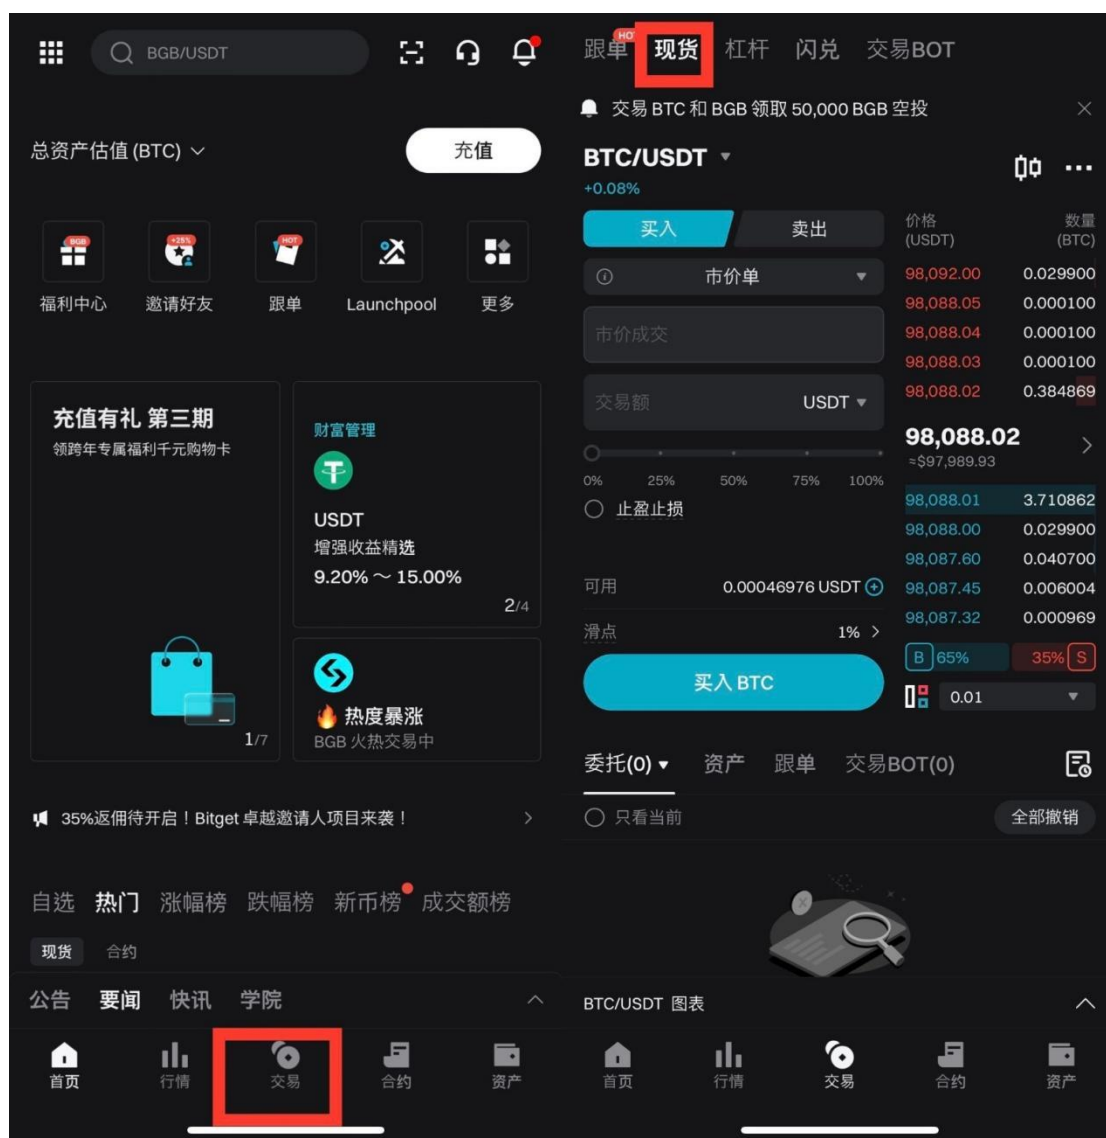 BGB/USDT
总资产估值 (BTC)
充值
BGB
+25%
HOT
福利中心
邀请好友
跟单
Launchpool
更多
充值有礼 第三期
领跨年专属福利千元购物卡
1/7
财富管理
USDT
增强收益精选
9.20% ～ 15.00%
2/4
热度暴涨
BGB 火热交易中
35%返佣待开启！Bitget 卓越邀请人项目来袭！
自选 热门 涨幅榜 跌幅榜 新币榜 成交额榜
现货 合约
公告 要闻 快讯 学院
首页 行情 交易 合约 资产
跟单 现货 杠杆 闪兑 交易BOT
交易 BTC 和 BGB 领取 50,000 BGB 空投
BTC/USDT
+0.08%
买入 卖出
市价单
市价成交
交易额 USDT
0% 25% 50% 75% 100%
止盈止损
可用 0.00046976 USDT
滑点 1%
买入 BTC
价格 数量
(USDT) (BTC)
98,092.00 0.029900
98,088.05 0.000100
98,088.04 0.000100
98,088.03 0.000100
98,088.02 0.384869
98,088.02
≈$97,989.93
98,088.01 3.710862
98,088.00 0.029900
98,087.60 0.040700
98,087.45 0.006004
98,087.32 0.000969
B 65% 35% S
0.01
委托(0) 资产 跟单 交易BOT(0)
只看当前 全部撤销
BTC/USDT 图表
首页 行情 交易 合约 资产